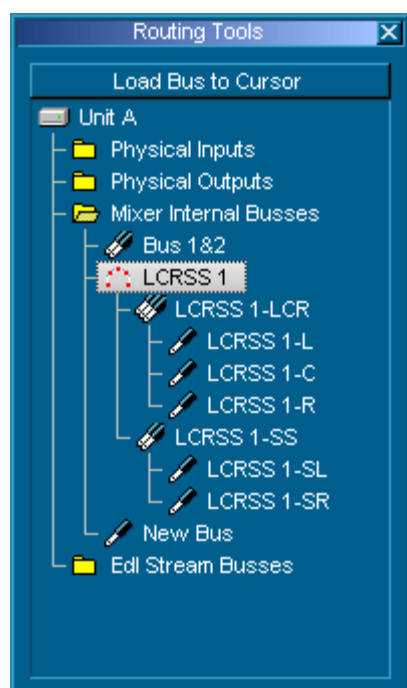 Routing Tools
Load Bus to Cursor
Unit A
Physical Inputs
Physical Outputs
Mixer Internal Busses
Bus 1&2
LCRSS 1
LCRSS 1-LCR
LCRSS 1-L
LCRSS 1-C
LCRSS 1-R
LCRSS 1-SS
LCRSS 1-SL
LCRSS 1-SR
New Bus
Edl Stream Busses